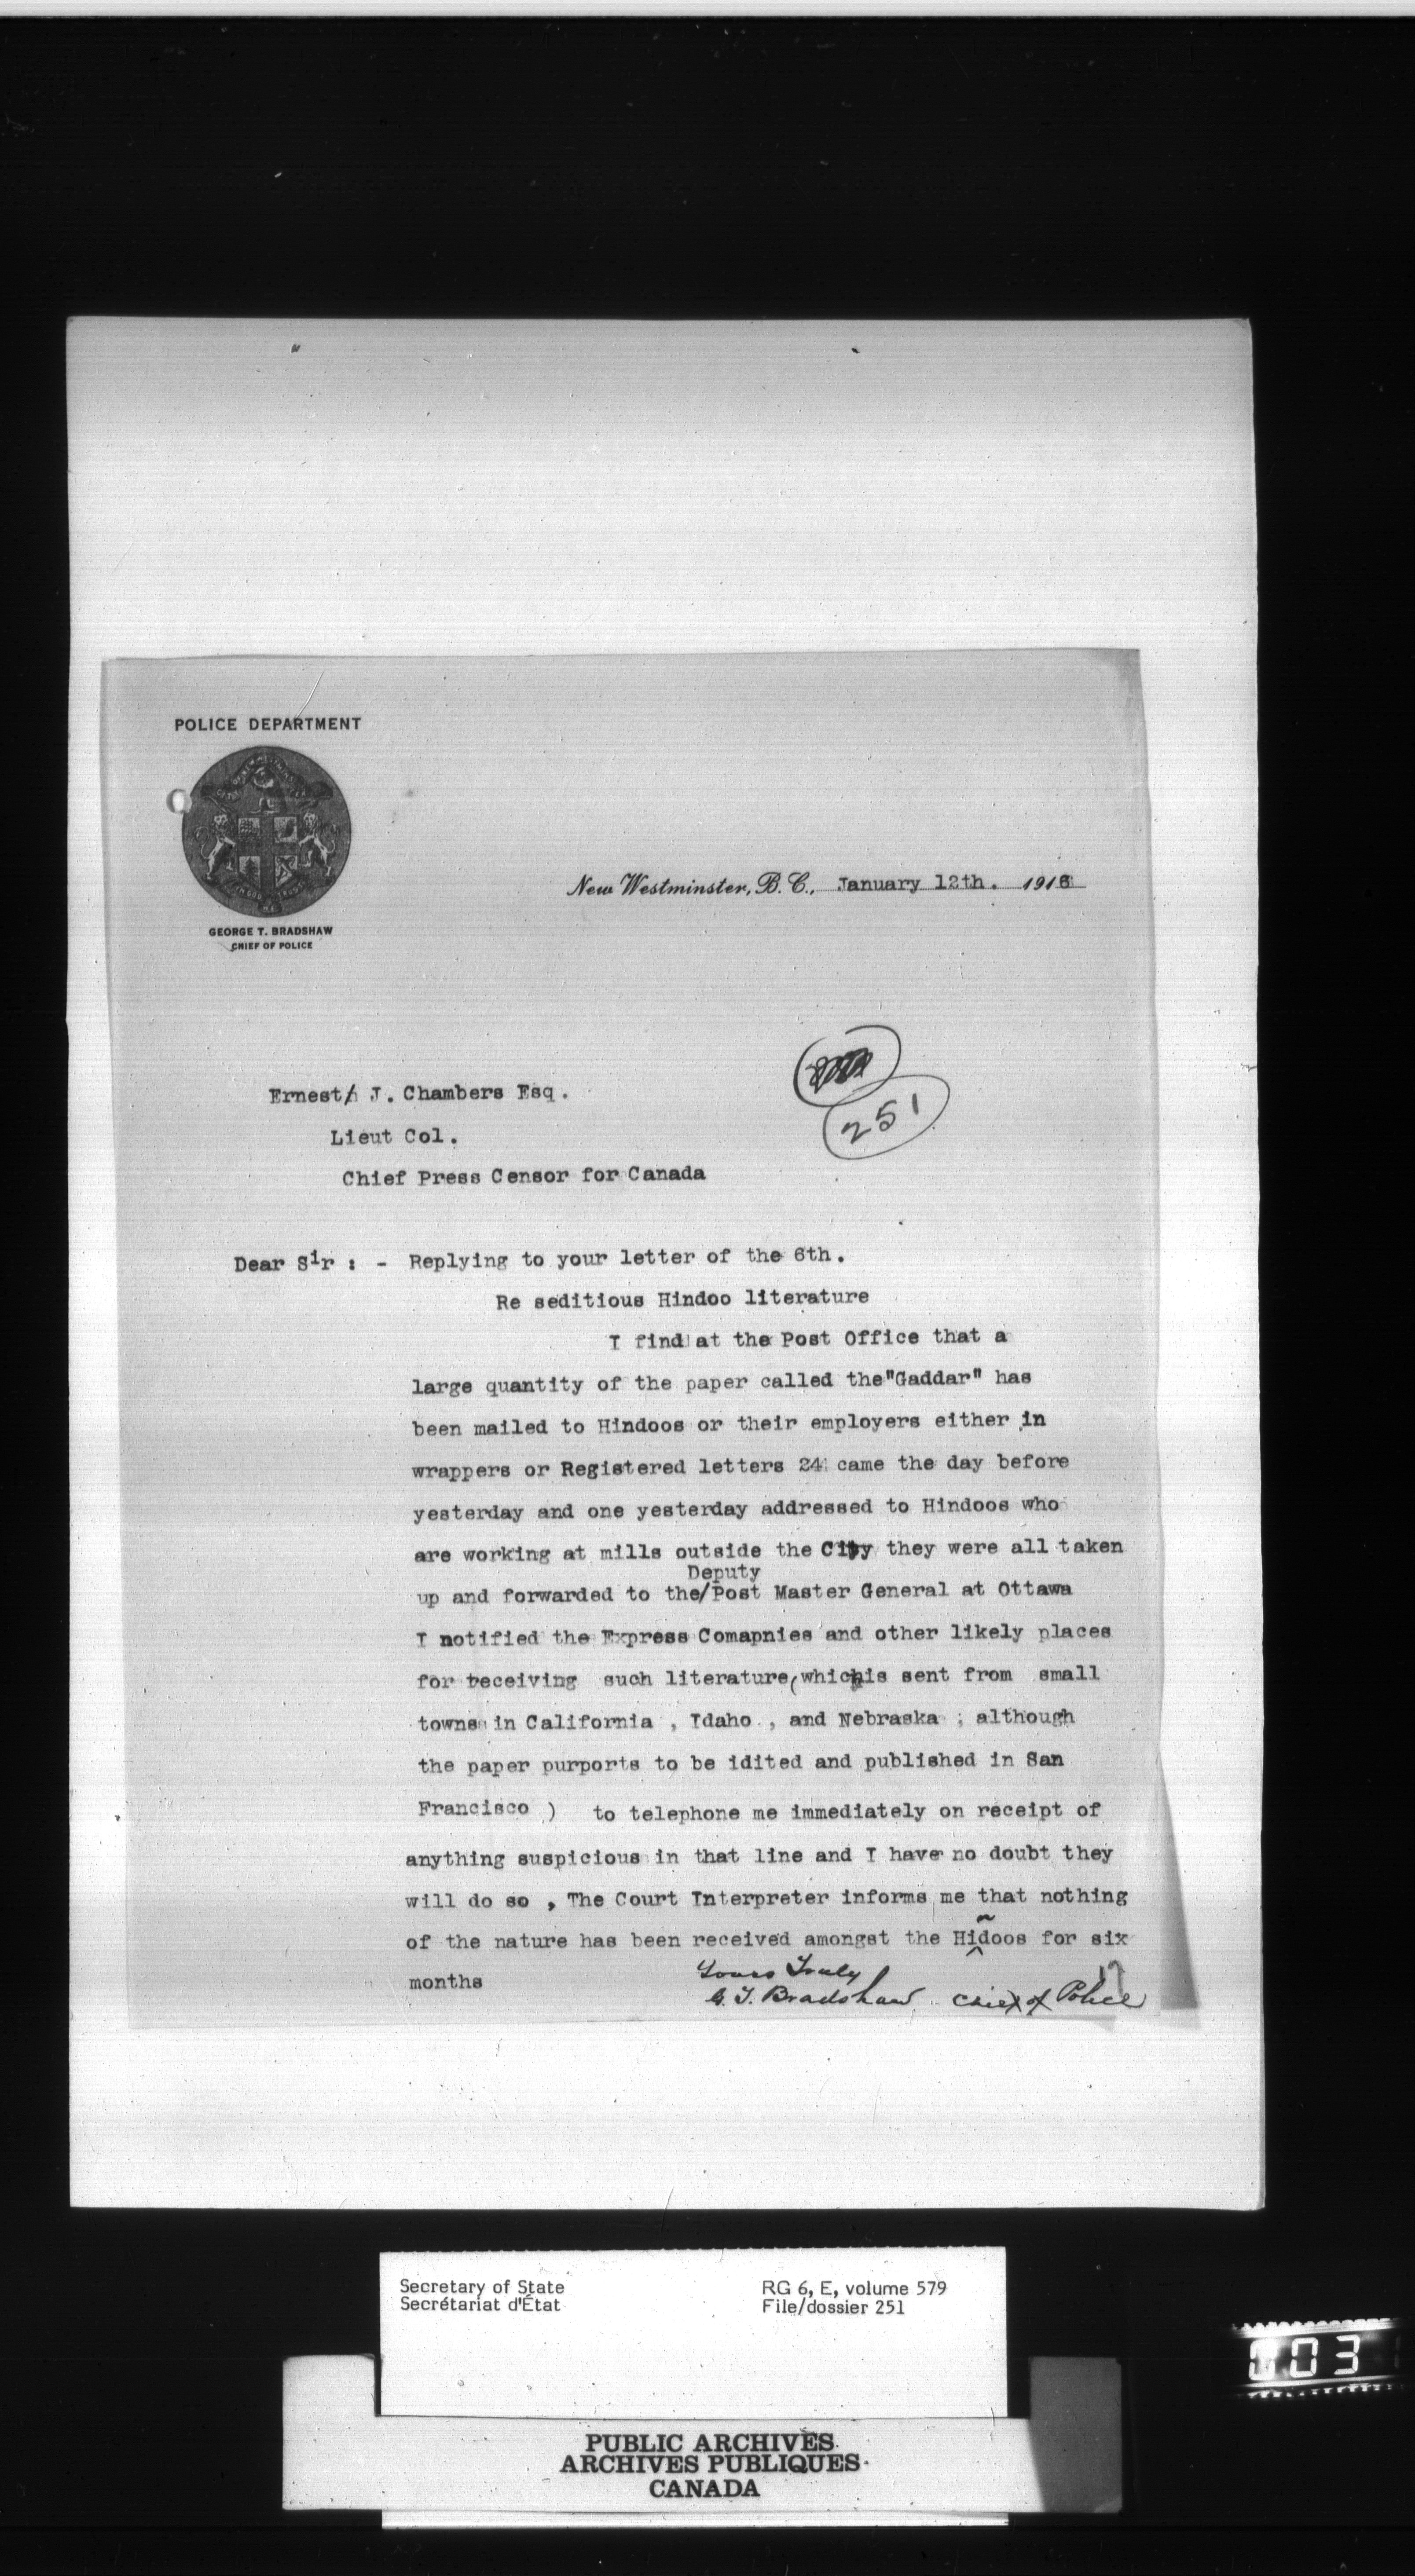 POLICE DEPARTMENT
GEORGE T. BRADSHAW
CHIEF OF POLICE
New Westminster, B. C., January 12th. 1916
251
Ernest/ J. Chambers Esq.
Lieut Col.
Chief Press Censor for Canada
Dear Sir : - Replying to your letter of the 6th.
Re seditious Hindoo literature
I find at the Post Office that a
large quantity of the paper called the"Gaddar" has
been mailed to Hindoos or their employers either in
wrappers or Registered letters 24 came the day before
yesterday and one yesterday addressed to Hindoos who
are working at mills outside the City they were all taken
Deputy
up and forwarded to the/Post Master General at Ottawa
I notified the Express Comapnies and other likely places
for receiving such literature(which is sent from small
towns in California , Idaho , and Nebraska ; although
the paper purports to be idited and published in San
Francisco ) to telephone me immediately on receipt of
anything suspicious in that line and I have no doubt they
will do so , The Court Interpreter informs me that nothing
n
of the nature has been received amongst the Hidoos for six
months
Yours Truly
G. T. Bradshaw Chief of Police
Secretary of State
Secrétariat d'État
RG 6, E, volume 579
File/dossier 251
PUBLIC ARCHIVES
ARCHIVES PUBLIQUES
CANADA
003